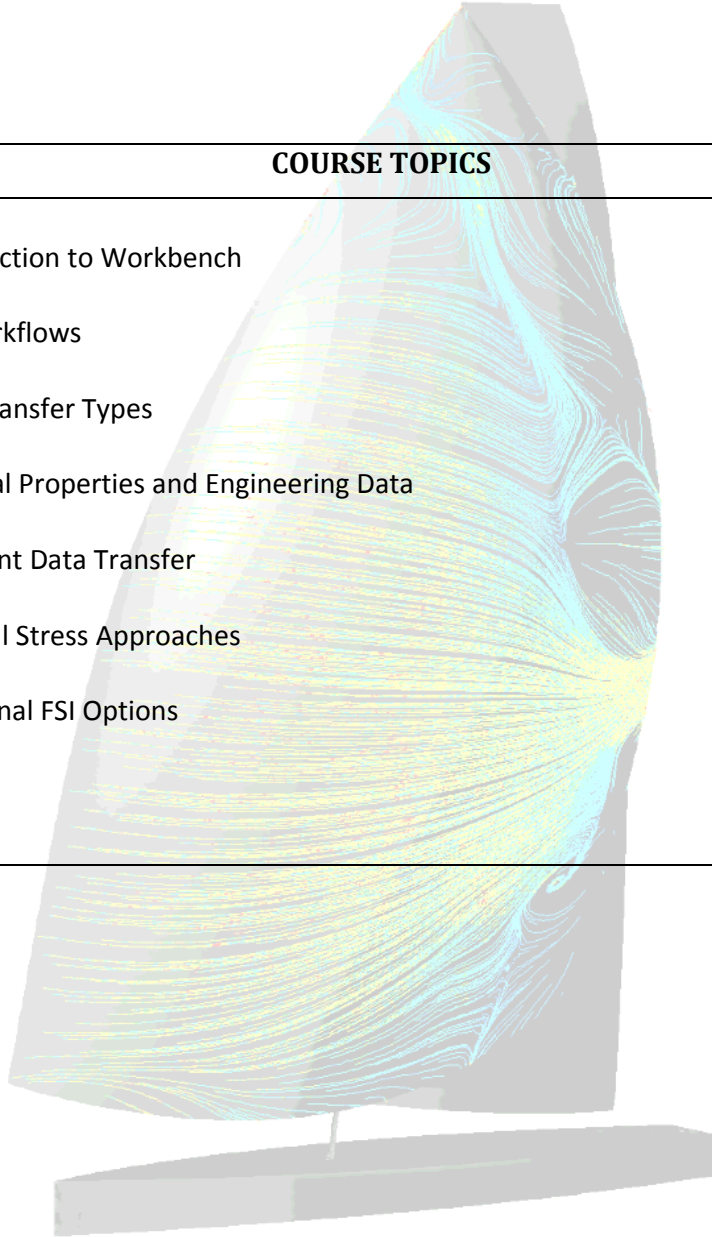 COURSE TOPICS
ction to Workbench
rkflows
ansfer Types
al Properties and Engineering Data
nt Data Transfer
l Stress Approaches
nal FSI Options